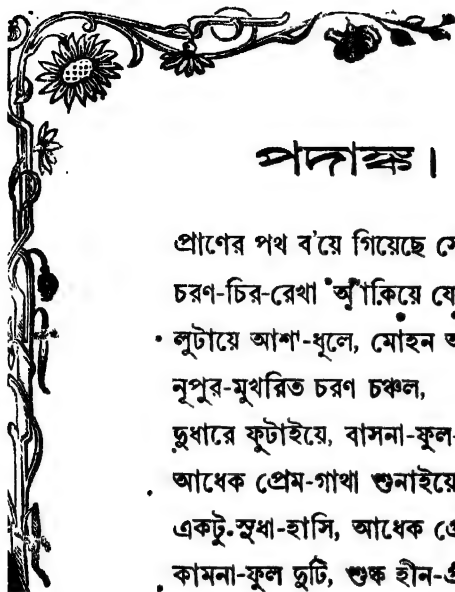 পদাঙ্ক।
প্রাণের পথ ব'য়ে গিয়েছে
চরণ-চির-রেখা আঁকিয়ে
লুটায়ে আশ'-ধূলে, মোহন
নূপুর-মুখরিত চরণ চঞ্চল,
দুধারে ফুটাইয়ে, বাসনা-ফুল-
আধেক প্রেম-গাথা শুনাইয়ে
একটু সুধা-হাসি, আধেক
কামনা-ফুল দুটি, শুষ্ক হীন-